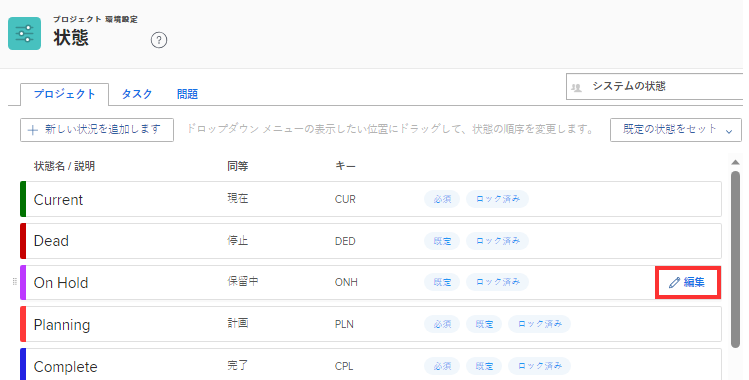 プロジェクト 環境設定
状態 ?
システムの状態
プロジェクト タスク 問題
+ 新しい状況を追加します ドロップダウン メニューの表示したい位置にドラッグして、状態の順序を変更します。 既定の状態をセット
状態名 / 説明 同等 キー
Current 現在 CUR 必須 ロック済み
Dead 停止 DED 既定 ロック済み
On Hold 保留中 ONH 既定 ロック済み 編集
Planning 計画 PLN 必須 既定 ロック済み
Complete 完了 CPL 必須 既定 ロック済み